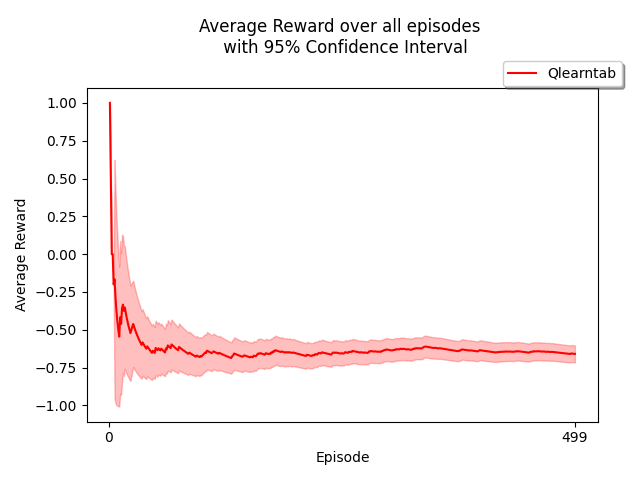 Average Reward over all episodes
with 95% Confidence Interval
Qlearntab
1.00
0.75
0.50
0.25
0.00
−0.25
−0.50
−0.75
−1.00
Average Reward
0
499
Episode